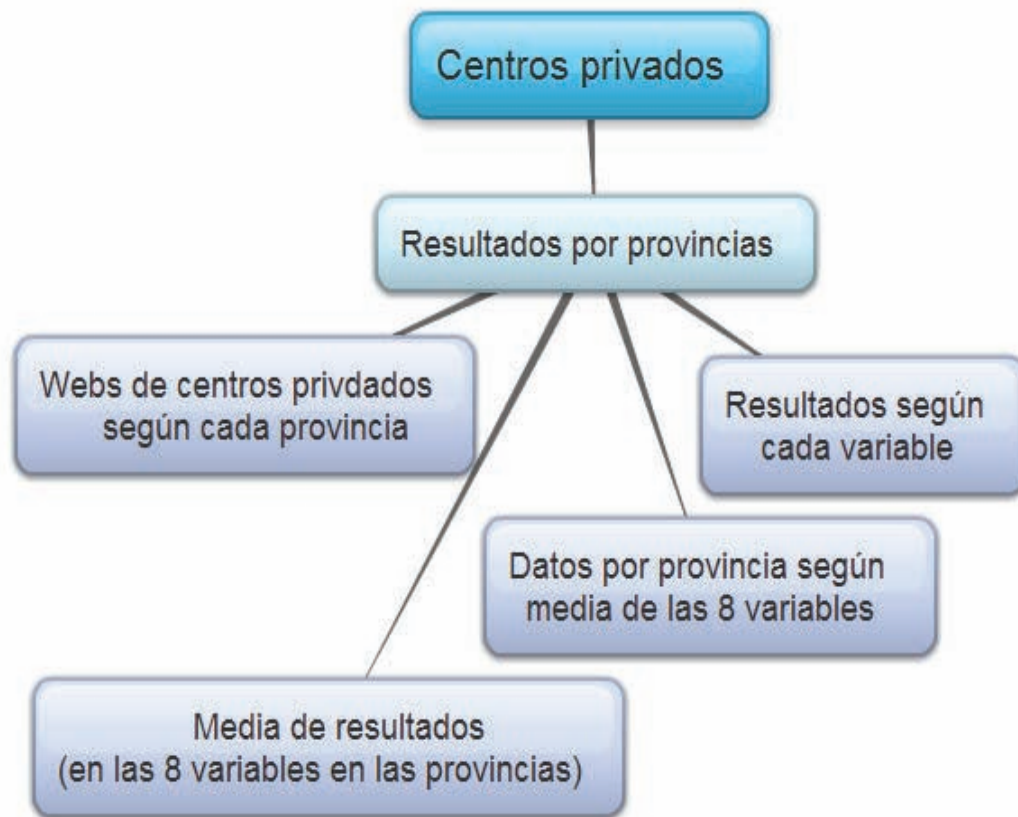 Centros privados
Resultados por provincias
Webs de centros privdados
según cada provincia
Resultados según
cada variable
Datos por provincia según
media de las 8 variables
Media de resultados
(en las 8 variables en las provincias)